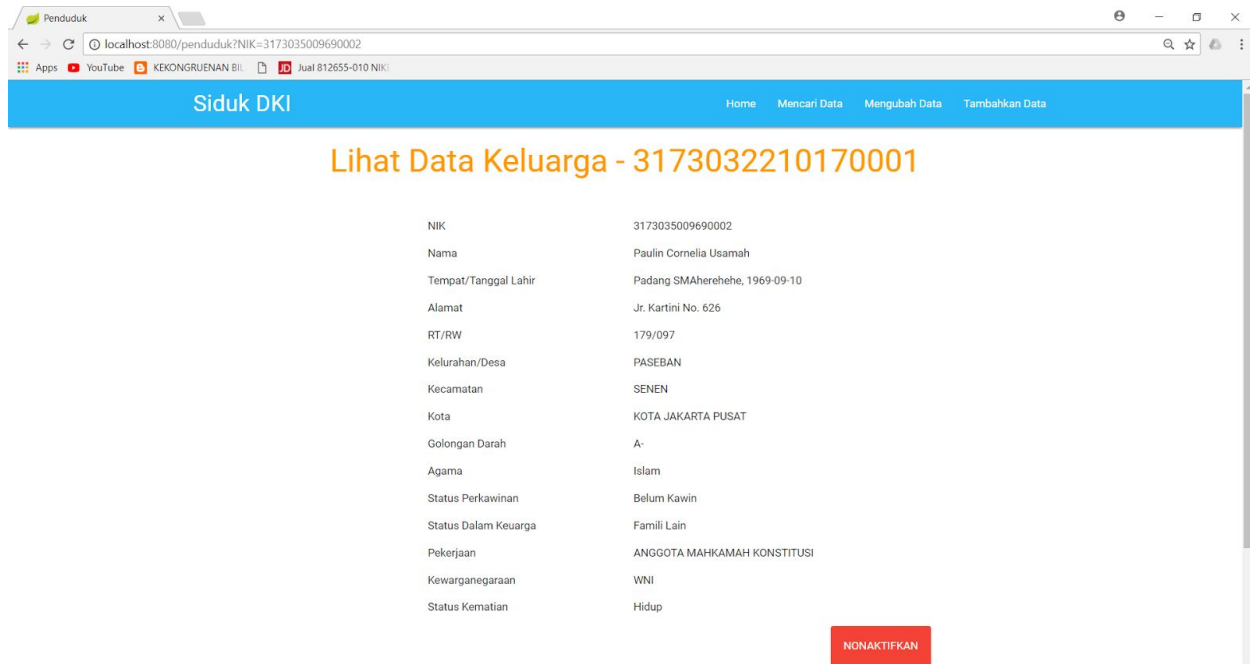 Penduduk
localhost:8080/penduduk?NIK=3173035009690002
Apps YouTube KEKONGRUENAN BIL Jual 812655-010 NIK
Siduk DKI Home Mencari Data Mengubah Data Tambahkan Data
Lihat Data Keluarga - 3173032210170001
NIK 3173035009690002
Nama Paulin Cornelia Usamah
Tempat/Tanggal Lahir Padang SMAherehehe, 1969-09-10
Alamat Jr. Kartini No. 626
RT/RW 179/097
Kelurahan/Desa PASEBAN
Kecamatan SENEN
Kota KOTA JAKARTA PUSAT
Golongan Darah A-
Agama Islam
Status Perkawinan Belum Kawin
Status Dalam Keuarga Famili Lain
Pekerjaan ANGGOTA MAHKAMAH KONSTITUSI
Kewarganegaraan WNI
Status Kematian Hidup
NONAKTIFKAN